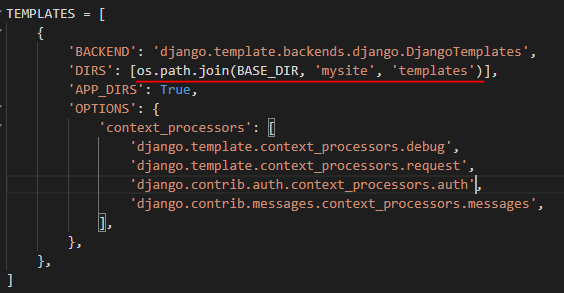 TEMPLATES = [
{
'BACKEND': 'django.template.backends.django.DjangoTemplates',
'DIRS': [os.path.join(BASE_DIR, 'mysite', 'templates')],
'APP_DIRS': True,
'OPTIONS': {
'context_processors': [
'django.template.context_processors.debug',
'django.template.context_processors.request',
'django.contrib.auth.context_processors.auth',
'django.contrib.messages.context_processors.messages',
],
},
},
]